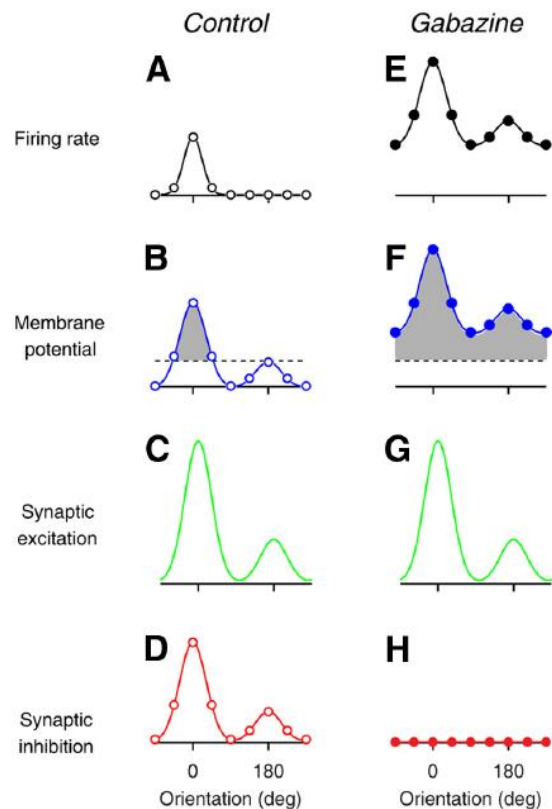 Control
Gabazine
A
E
Firing rate
B
F
Membrane
potential
C
G
Synaptic
excitation
D
H
Synaptic
inhibition
0
180
0
180
Orientation (deg)
Orientation (deg)